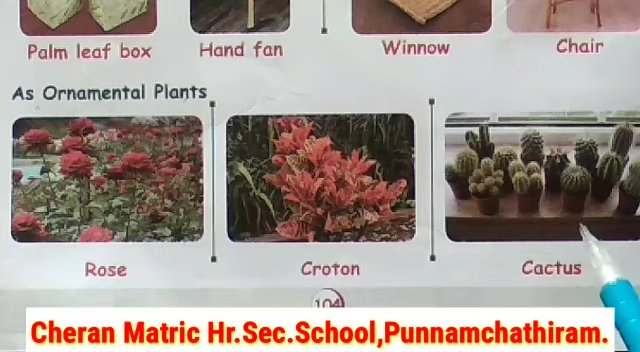 Palm leaf box Hand fan Winnow Chair
As Ornamental Plants
Rose Croton Cactus
104
Cheran Matric Hr.Sec.School,Punnamchathiram.